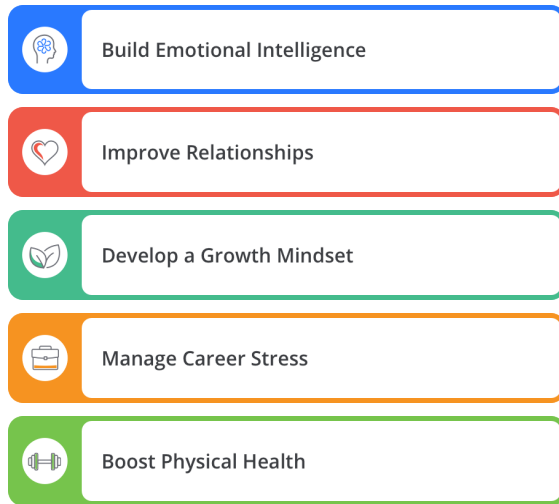 Build Emotional Intelligence
Improve Relationships
Develop a Growth Mindset
Manage Career Stress
Boost Physical Health